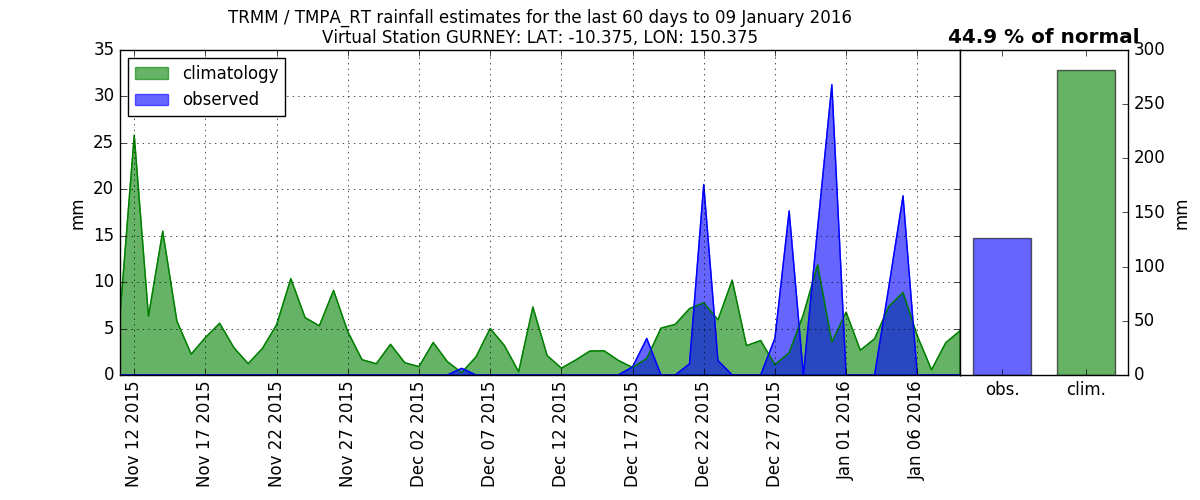 TRMM / TMPA_RT rainfall estimates for the last 60 days to 09 January 2016
Virtual Station GURNEY: LAT: -10.375, LON: 150.375
44.9 % of normal
climatology
observed
35
30
25
20
15
10
5
0
mm
Nov 12 2015
Nov 17 2015
Nov 22 2015
Nov 27 2015
Dec 02 2015
Dec 07 2015
Dec 12 2015
Dec 17 2015
Dec 22 2015
Dec 27 2015
Jan 01 2016
Jan 06 2016
300
250
200
150
100
50
0
mm
obs.
clim.